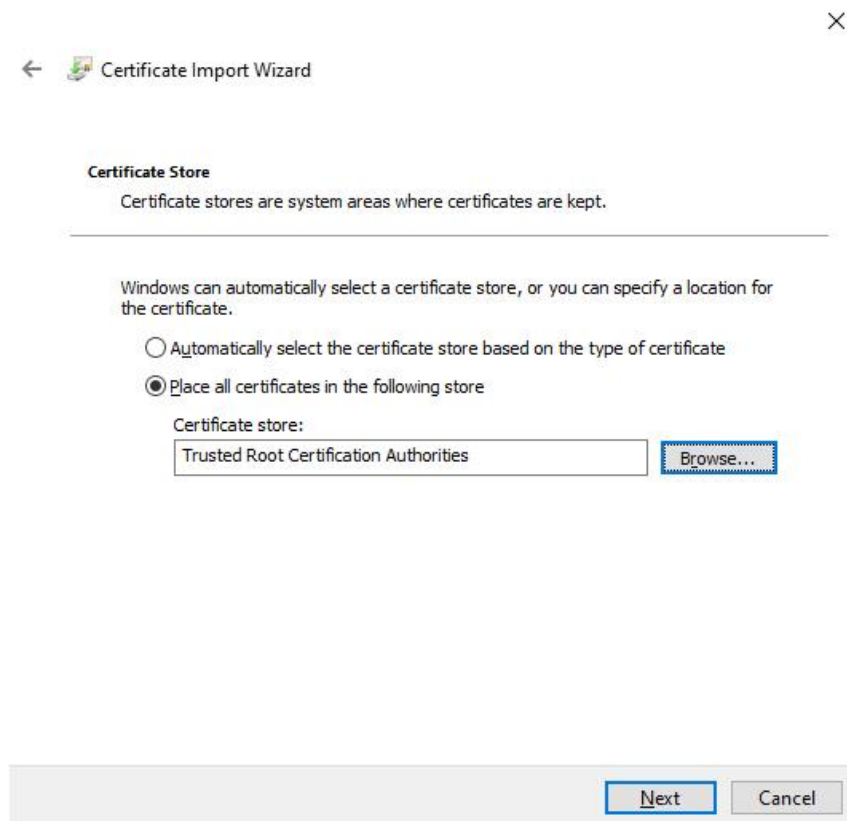 Certificate Import Wizard
Certificate Store
Certificate stores are system areas where certificates are kept.
Windows can automatically select a certificate store, or you can specify a location for
the certificate.
Automatically select the certificate store based on the type of certificate
Place all certificates in the following store
Certificate store:
Trusted Root Certification Authorities
Browse...
Next
Cancel